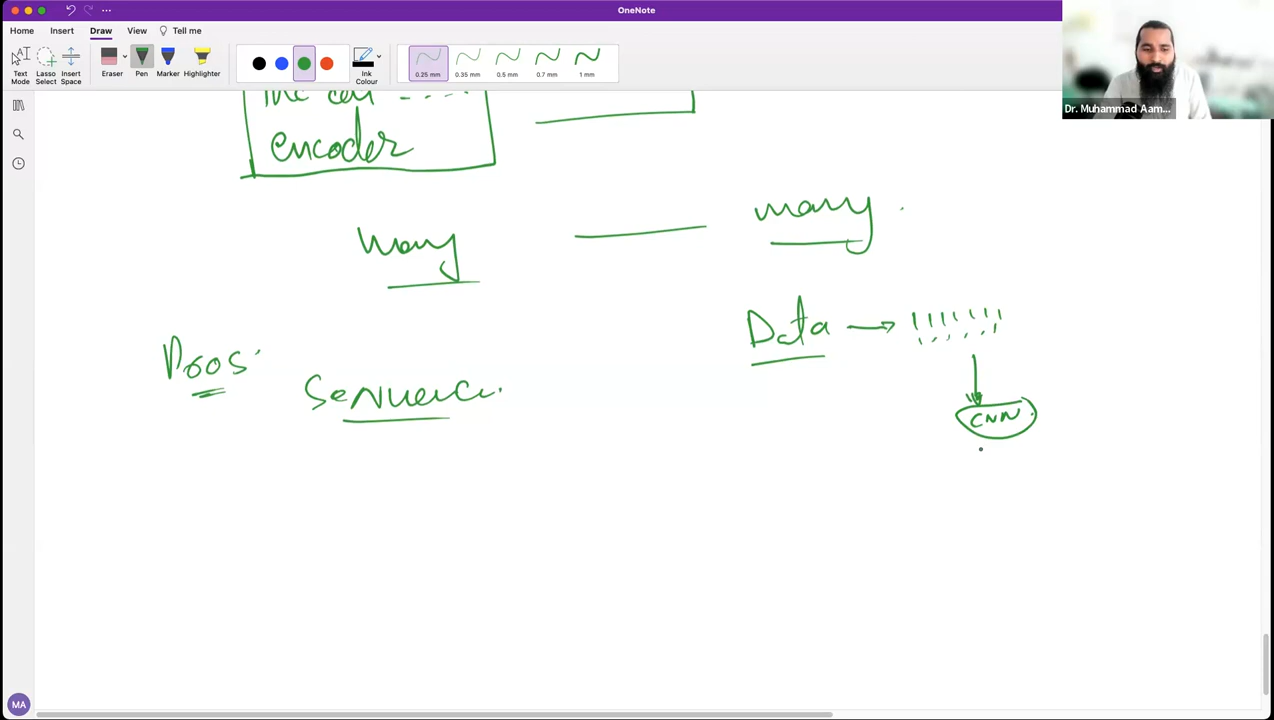 OneNote
Home Insert Draw View Tell me
Text Mode
Lasso Select
Insert Space
Eraser
Pen
Marker
Highlighter
Ink Colour
0.25 mm
0.35 mm
0.5 mm
0.7 mm
1 mm
Dr. Muhammad Aam...
encoder
many
many
Data
Pros
Sequence
CNN
MA